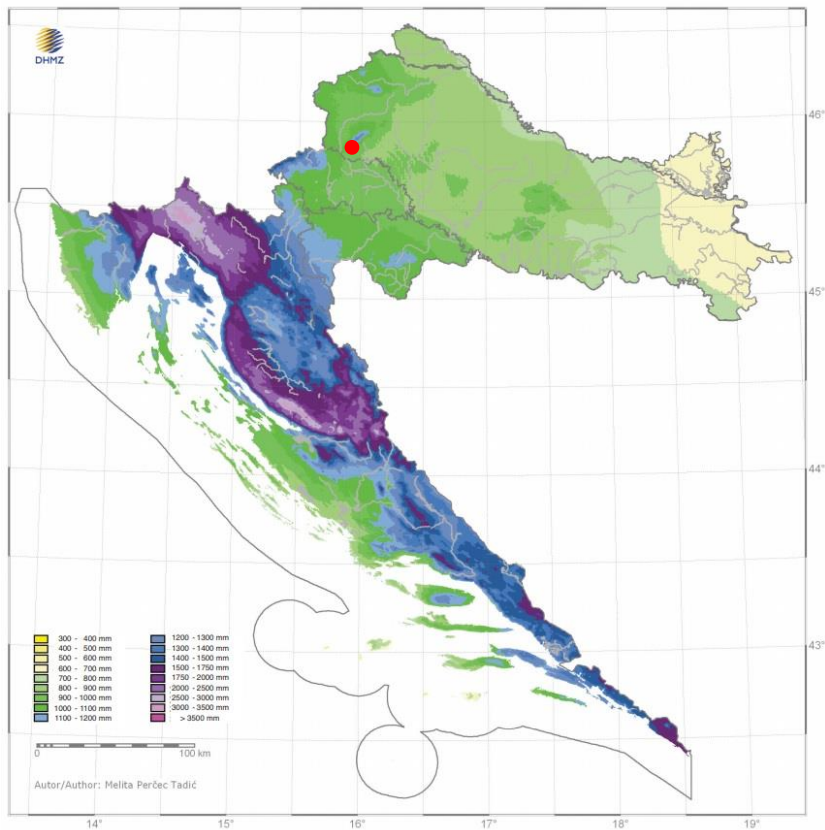 DHMZ
46°
45°
44°
43°
300 - 400 mm
400 - 500 mm
500 - 600 mm
600 - 700 mm
700 - 800 mm
800 - 900 mm
900 - 1000 mm
1000 - 1100 mm
1100 - 1200 mm
1200 - 1300 mm
1300 - 1400 mm
1400 - 1500 mm
1500 - 1750 mm
1750 - 2000 mm
2000 - 2500 mm
2500 - 3000 mm
3000 - 3500 mm
> 3500 mm
0 100 km
Autor/Author: Melita Perčec Tadić
14° 15° 16° 17° 18° 19°